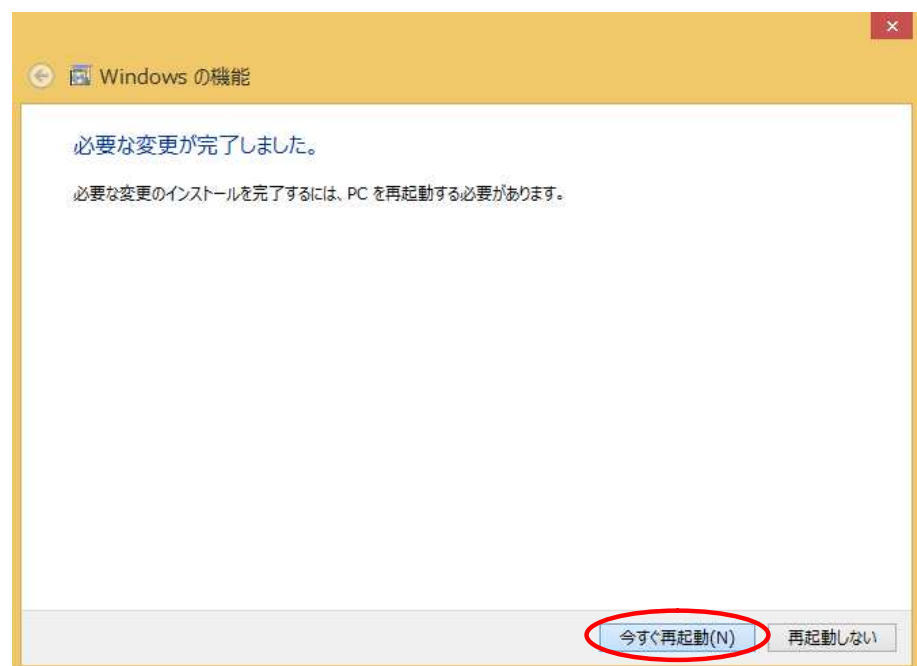 Windows の機能
必要な変更が完了しました。
必要な変更のインストールを完了するには、PC を再起動する必要があります。
今すぐ再起動(N)
再起動しない